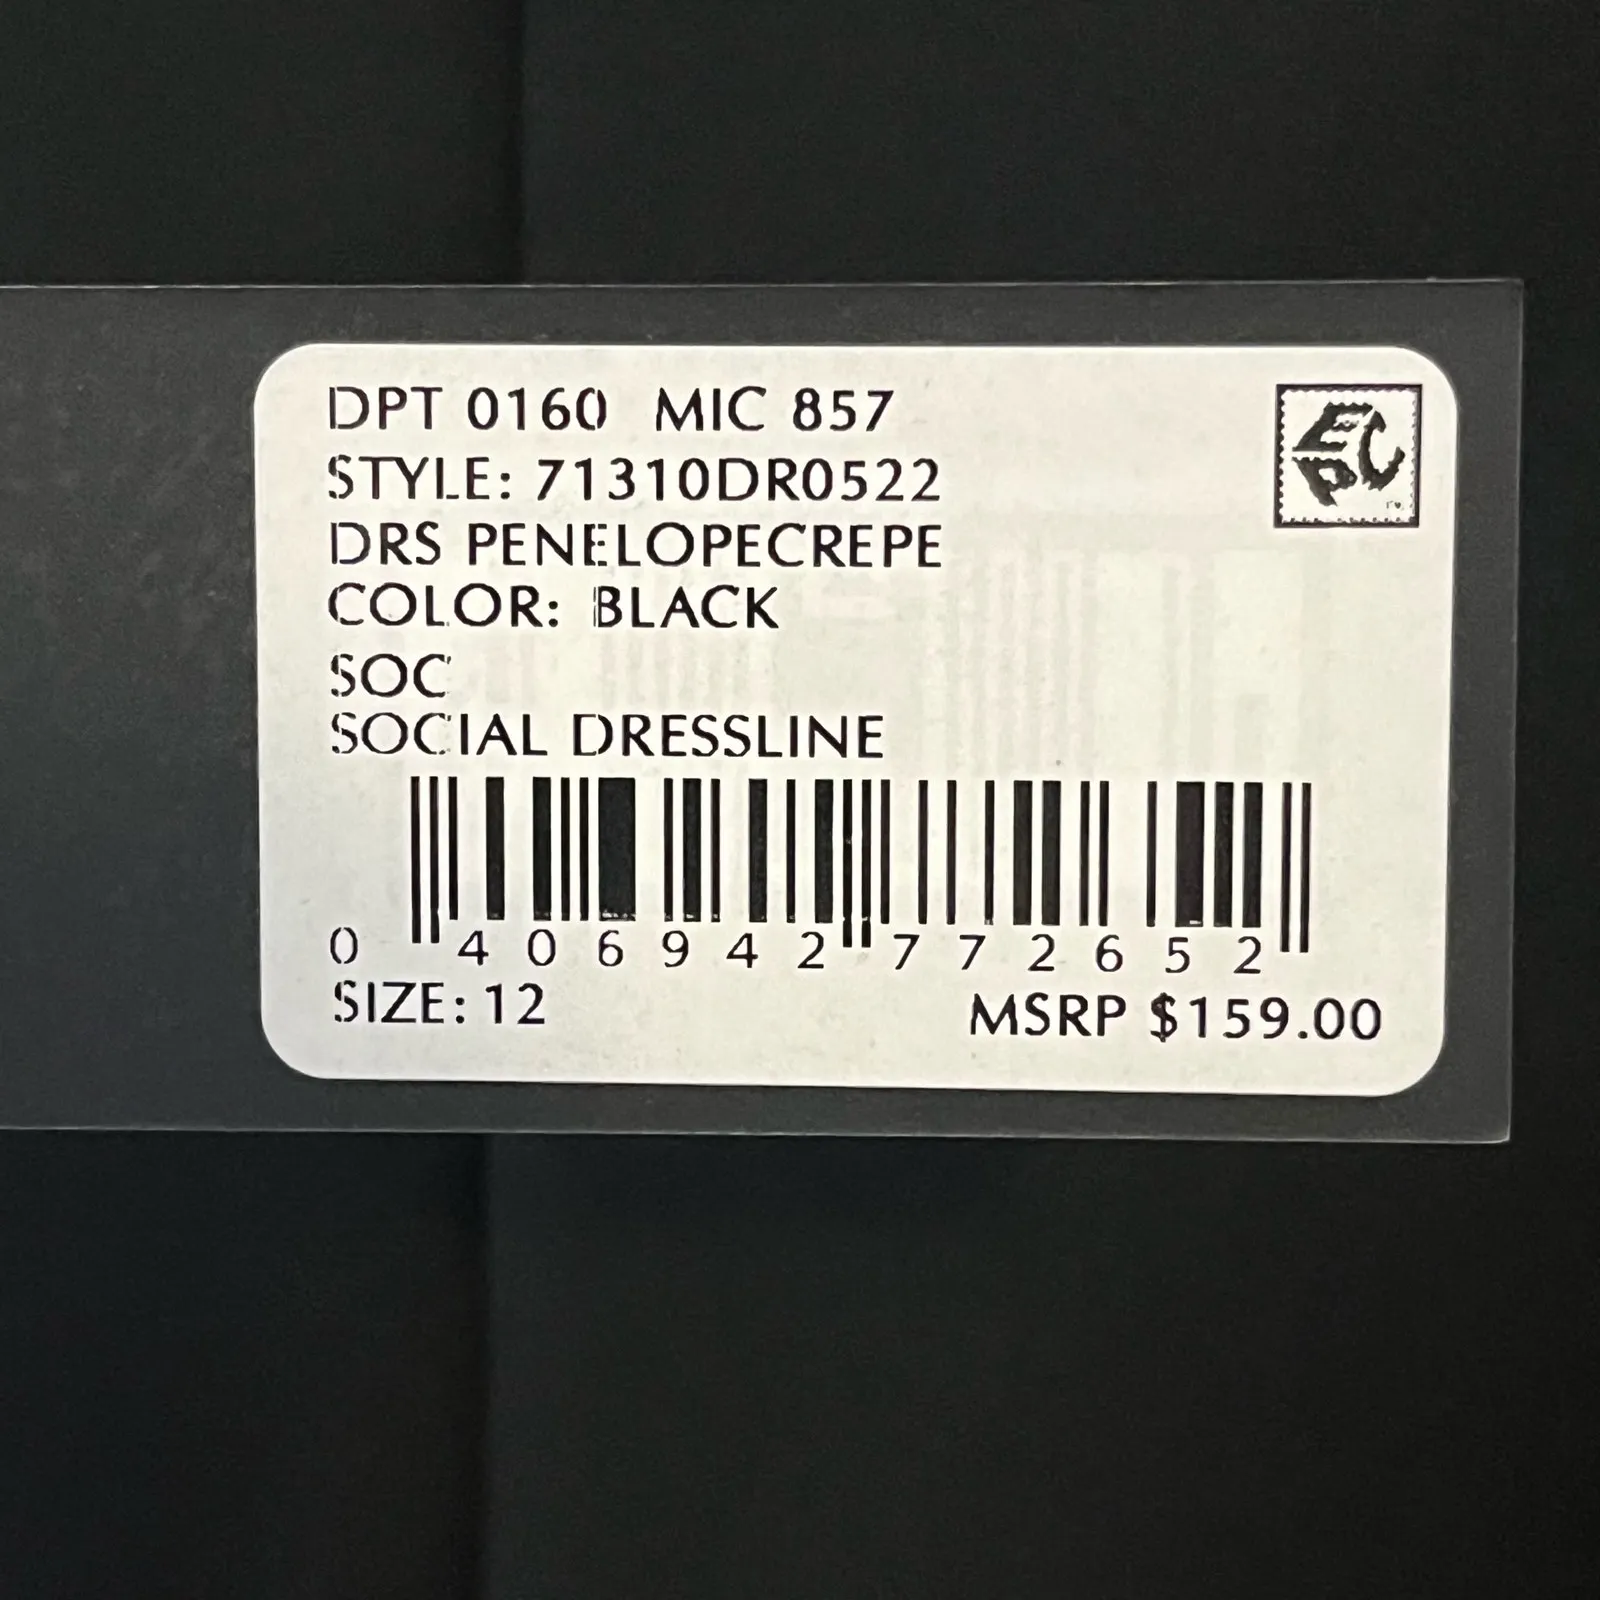 DPT 0160 MIC 857
STYLE: 71310DR0522
DRS PENELOPECREPE
COLOR: BLACK
SOC
SOCIAL DRESSLINE
0 406942 772652
SIZE: 12
MSRP $159.00